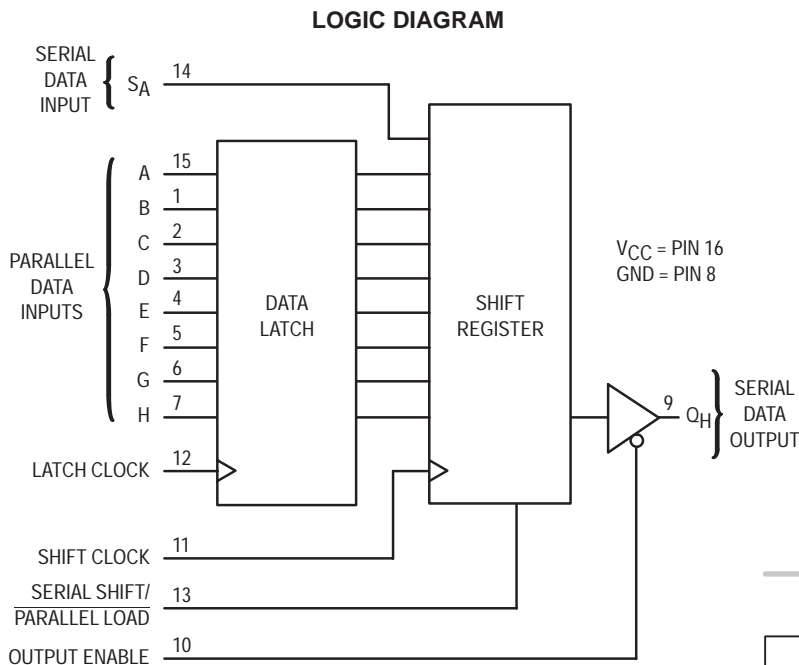 LOGIC DIAGRAM
SERIAL
DATA
INPUT
SA
14
A
15
B
1
C
2
D
3
E
4
F
5
G
6
H
7
PARALLEL
DATA
INPUTS
DATA
LATCH
SHIFT
REGISTER
VCC = PIN 16
GND = PIN 8
9
QH
SERIAL
DATA
OUTPUT
LATCH CLOCK
12
SHIFT CLOCK
11
SERIAL SHIFT/
PARALLEL LOAD
13
OUTPUT ENABLE
10